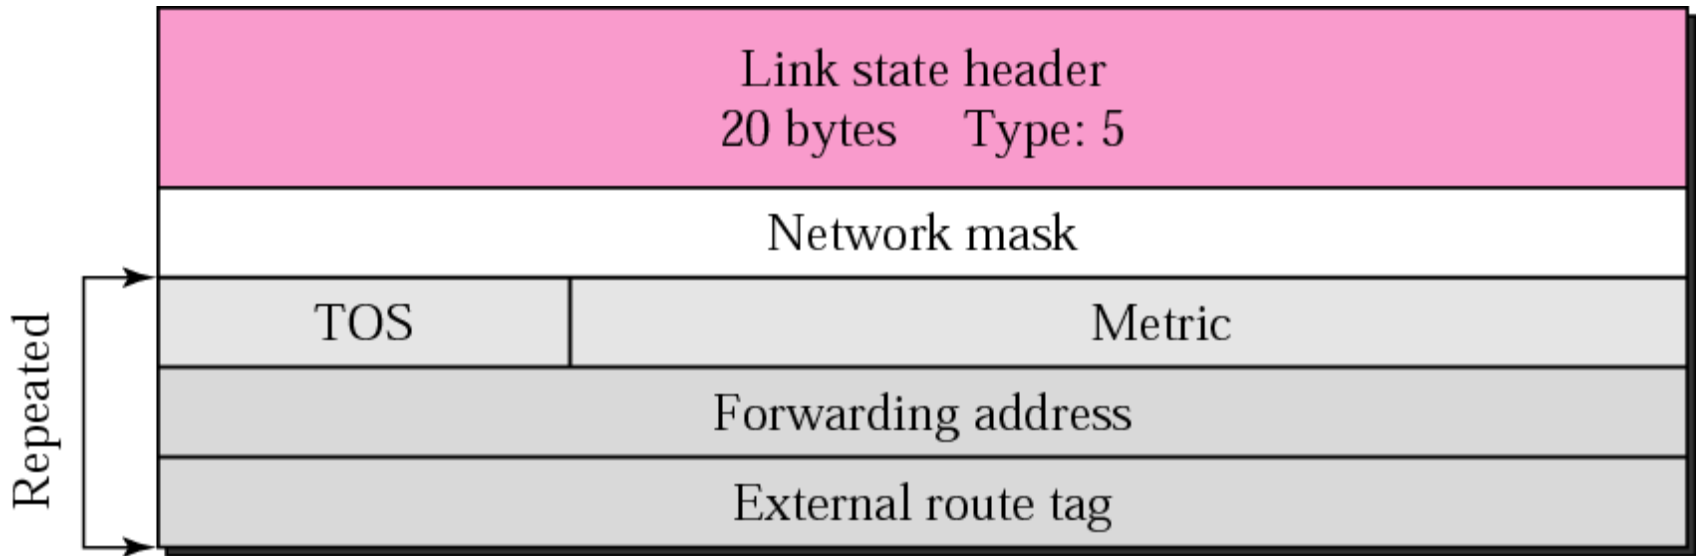 Link state header
20 bytes Type: 5
Network mask
TOS Metric
Forwarding address
External route tag
Repeated